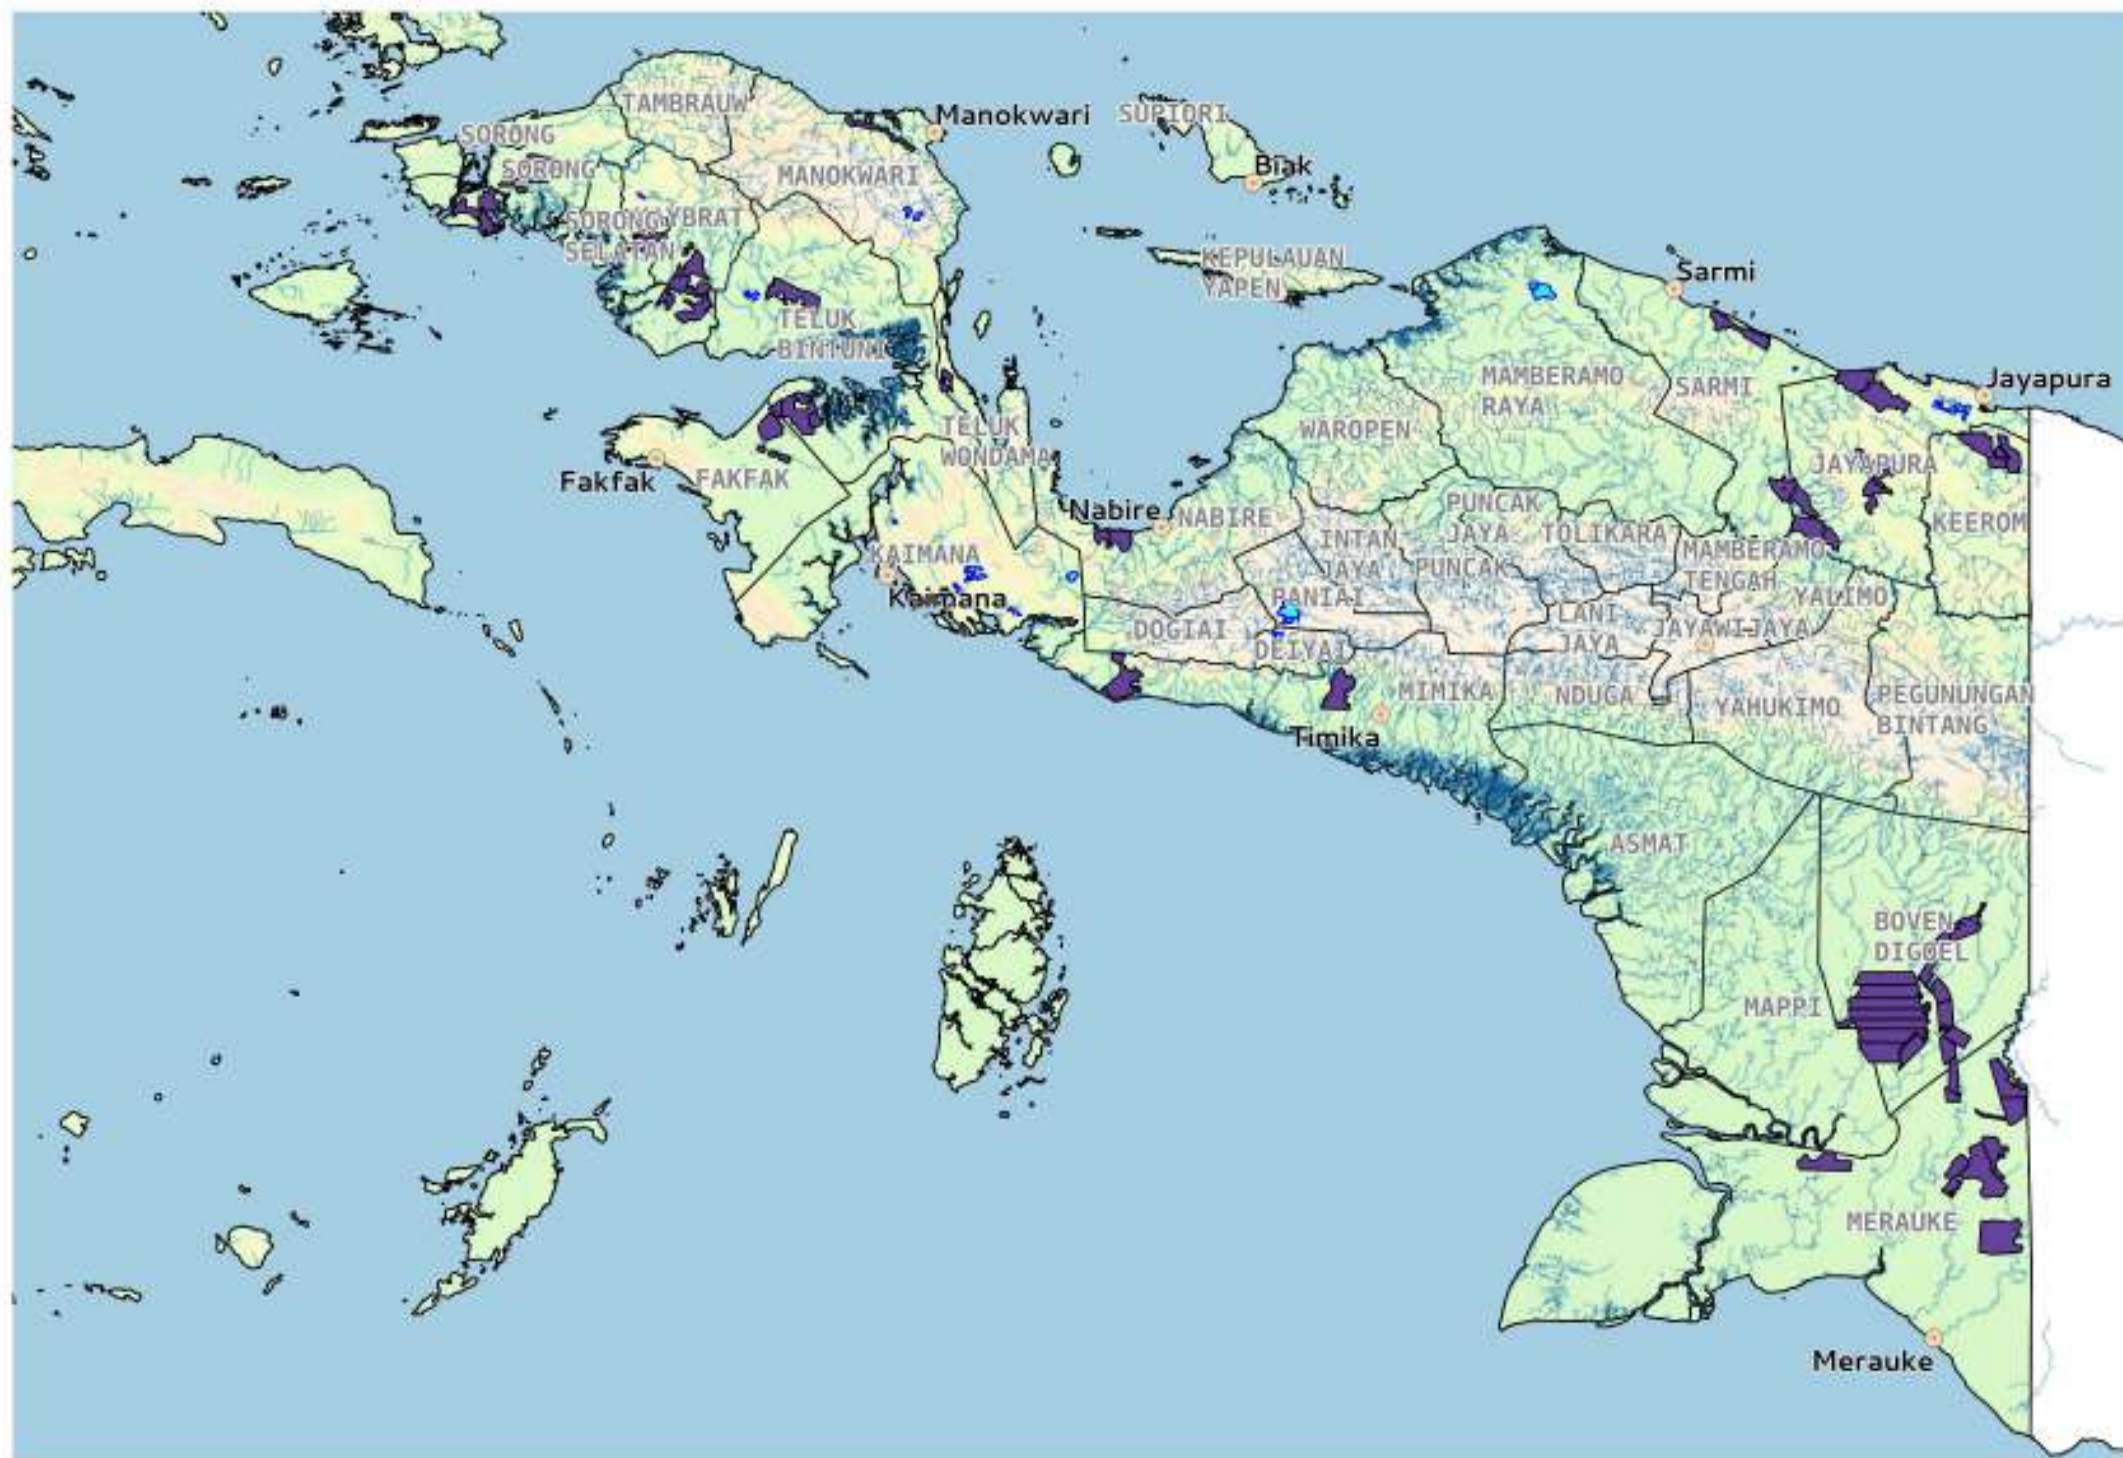 TAMBRAUW
Manokwari
SUPIORI
SORONG
SORONG
Biak
MANOKWARI
SORONG
SELATAN
YBRAT
KEPULAUAN
YAPEN
Sarmi
TELUK
BINTUNI
Jayapura
MAMBERAMO
RAYA
SARMI
TELUK
WONDAMA
WAROPEN
Fakfak
FAKFAK
JAYAPURA
Nabire
NABIRE
PUNCAK
JAYA
TOLIKARA
KEEROM
INTAN
JAYA
KAIMANA
PUNCAK
MAMBERAMO
TENGAH
Kaimana
PANIAI
YALIMO
DOGIAI
LANI
JAYA
JAYAWIJAYA
DEIYAI
MIMIKA
NDUGA
YAHUKIMO
PEGUNUNGAN
BINTANG
Timika
ASMAT
BOVEN
DIGOEL
MAPPI
MERAUKE
Merauke